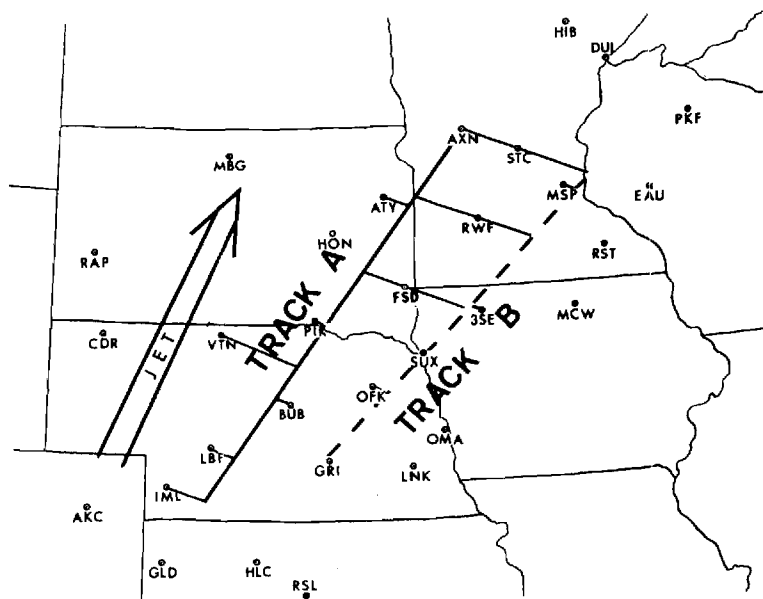 HIB
DUL
PKF
AXN
STC
MBG
MSP
EAU
ATY
RWF
HON
RST
RAP
FSD
3SE
MCW
CDR
VTN
PIR
JET
TRACK A
SUX
OFK
TRACK B
BUB
OMA
LBF
GRI
LNK
IML
AKC
GLD
HLC
RSL